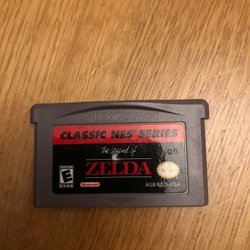 CLASSIC NES SERIES
The Legend of
ZELDA
E
Nintendo
AGB-FZLE-USA